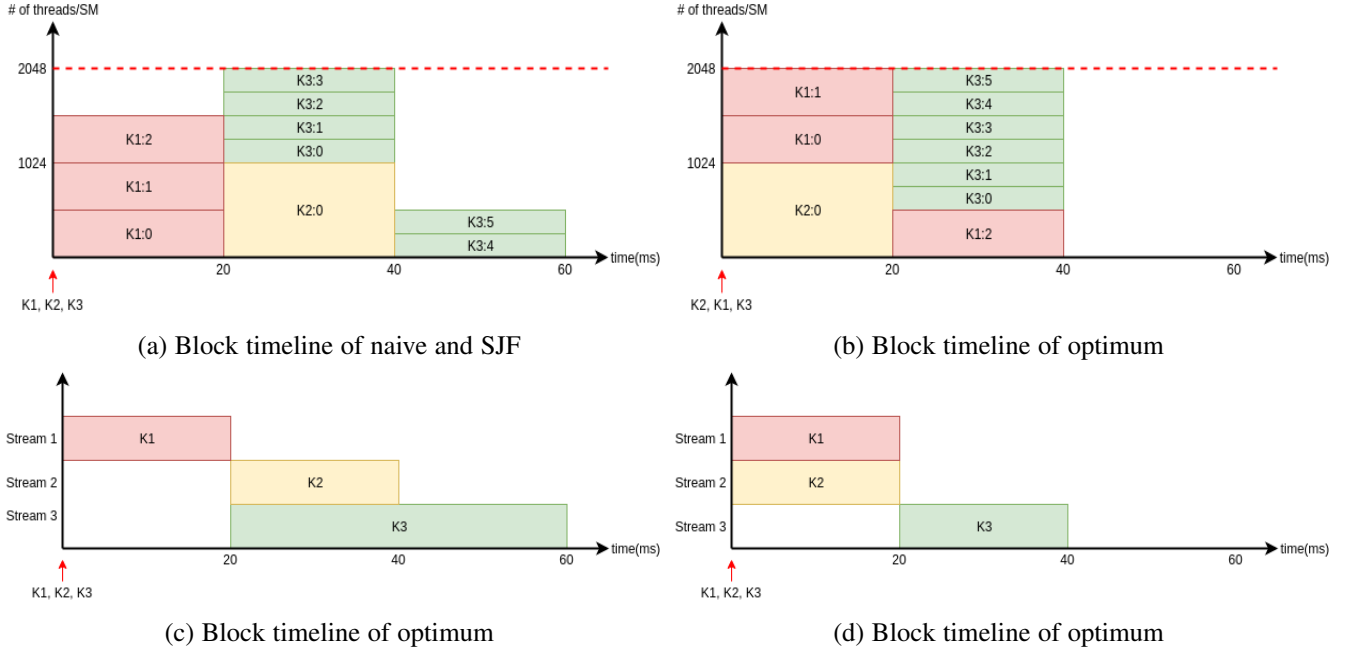 # of threads/SM
2048
K3:3
K3:2
K1:2
K3:1
1024
K3:0
K1:1
K2:0
K1:0
K3:5
K3:4
20
40
60
time(ms)
K1, K2, K3
(a) Block timeline of naive and SJF
# of threads/SM
2048
K1:1
K3:5
K3:4
K1:0
K3:3
1024
K3:2
K2:0
K3:1
K3:0
K1:2
20
40
60
time(ms)
K2, K1, K3
(b) Block timeline of optimum
Stream 1
K1
Stream 2
K2
Stream 3
K3
20
40
60
time(ms)
K1, K2, K3
(c) Block timeline of optimum
Stream 1
K1
Stream 2
K2
Stream 3
K3
20
40
60
time(ms)
K1, K2, K3
(d) Block timeline of optimum